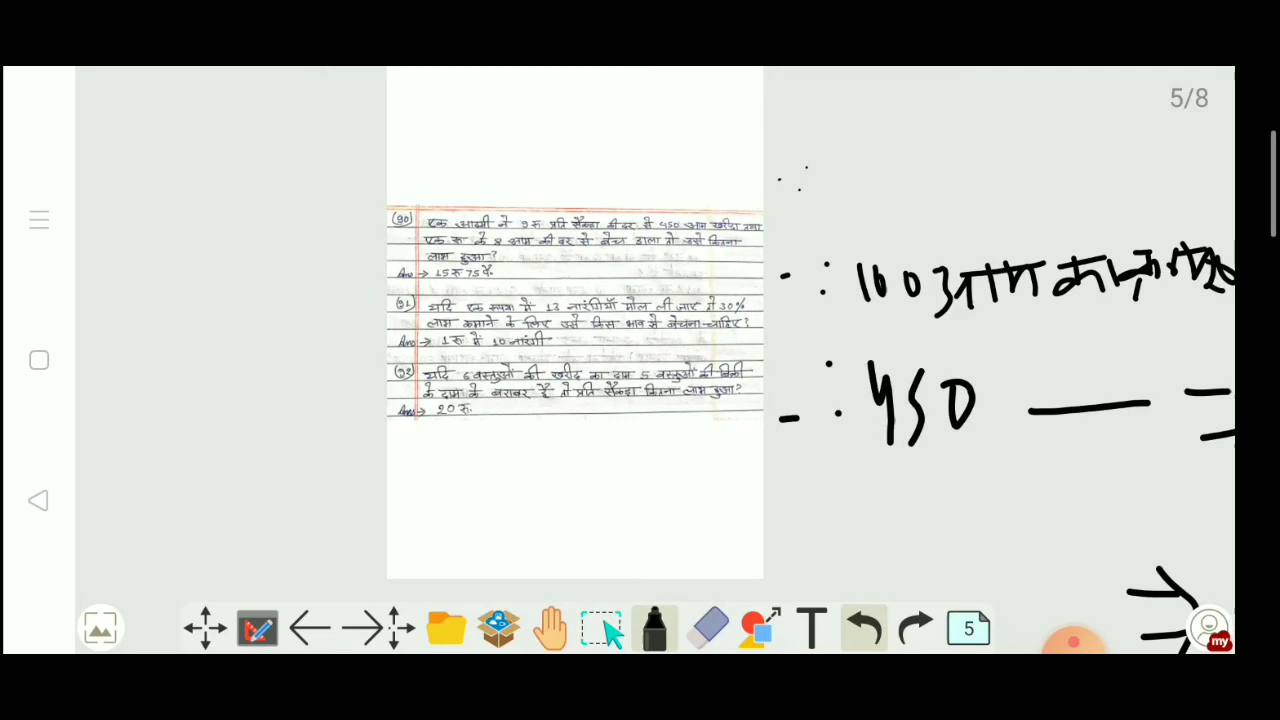 5/8
(90) एक आदमी ने 9 रु प्रति सैकड़ा की दर से 450 आम खरीदा तथा
एक रु के 8 आम की दर से बेच डाला तो उसे कितना
लाभ हुआ?
Ans → 15 रु 75 पै.
(91) यदि एक रूपया में 13 नारंगियाँ मोल ली जाए तो 30%
लाभ कमाने के लिए उसे किस भाव से बेचना चाहिए?
Ans → 1 रु में 10 नारंगी
(92) यदि 6 वस्तुओं की खरीद का दाम 5 वस्तुओं की बिक्री
के दाम के बराबर है तो प्रति सैकड़ा कितना लाभ हुआ?
Ans → 20 रु.
- ∵ 100 आम का
- ∴ 450 — =
5
my